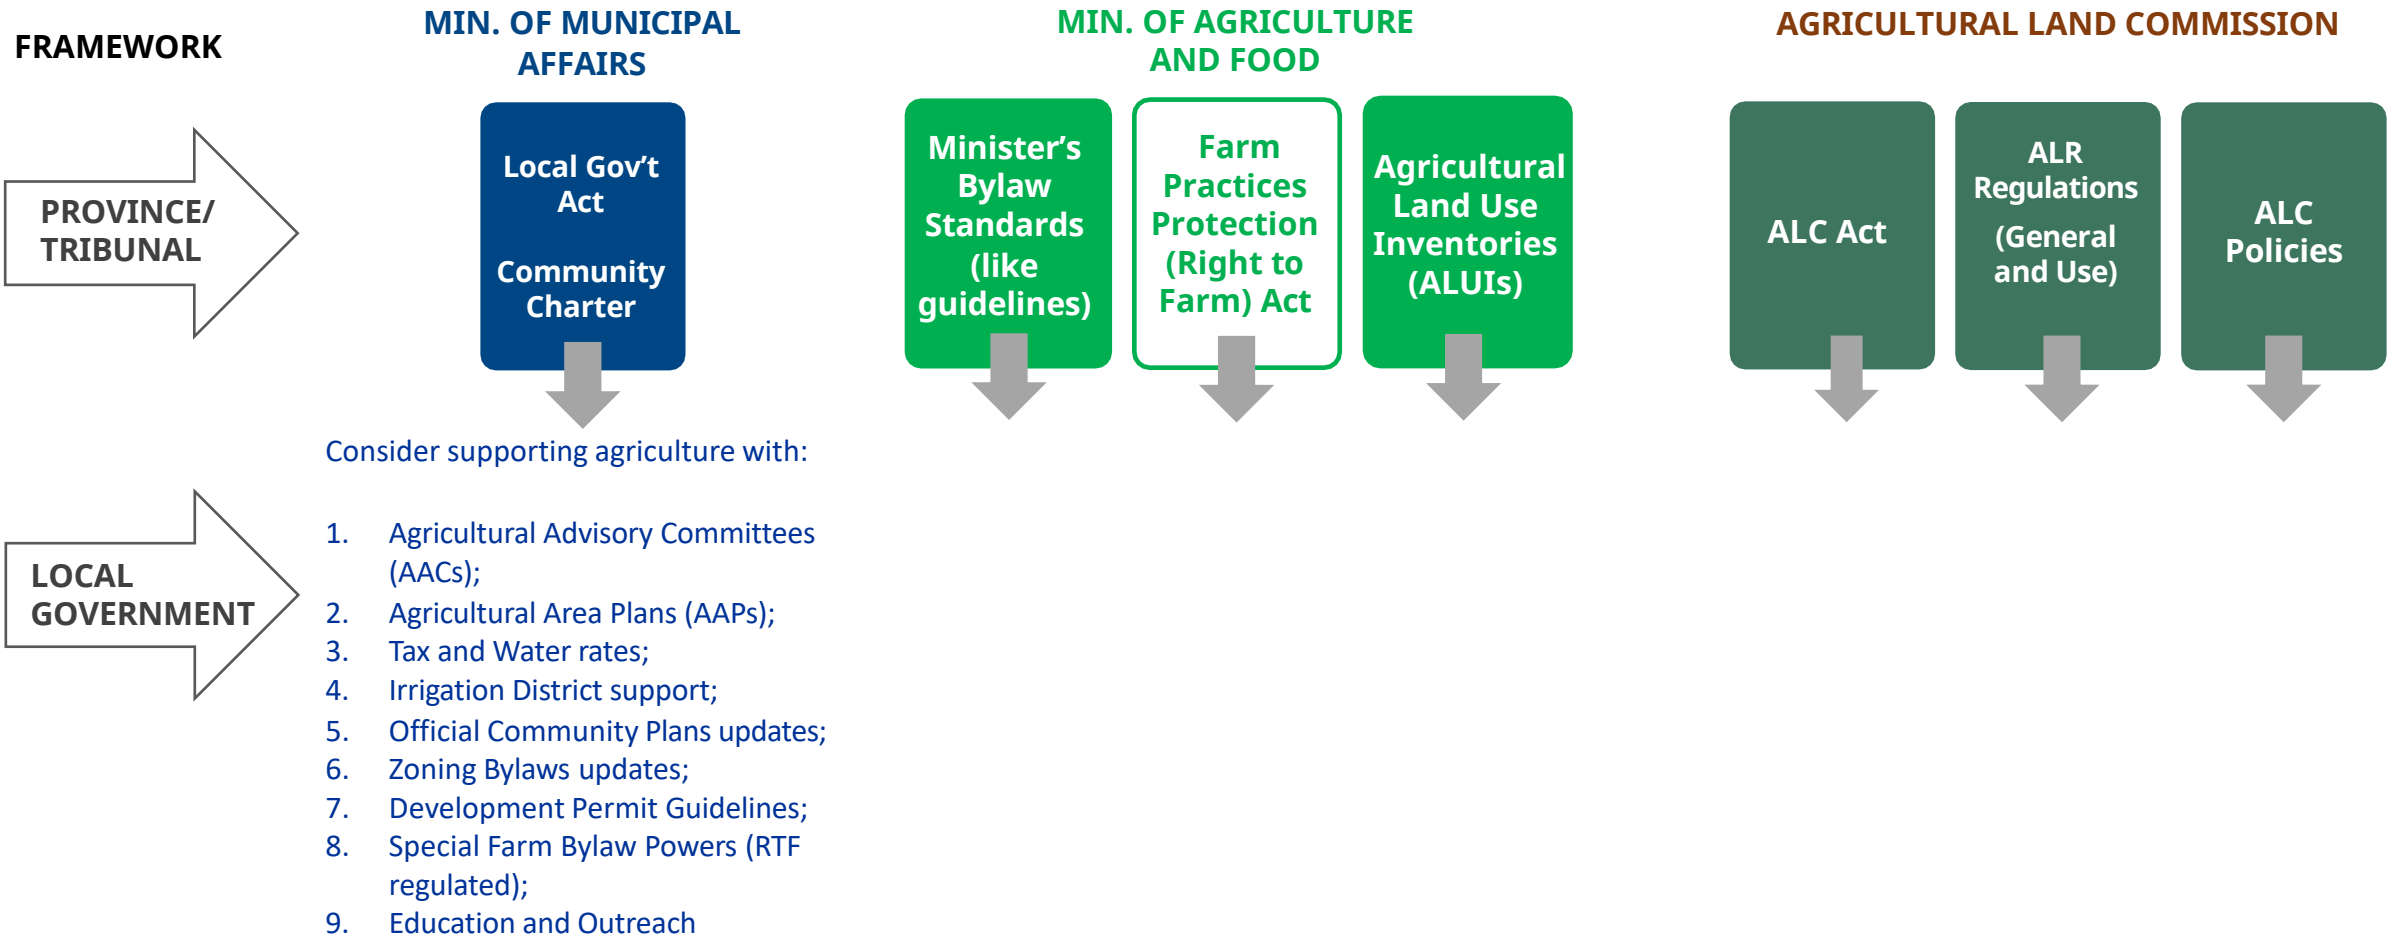 FRAMEWORK
MIN. OF MUNICIPAL
AFFAIRS
MIN. OF AGRICULTURE
AND FOOD
AGRICULTURAL LAND COMMISSION
PROVINCE/
TRIBUNAL
Local Gov’t
Act
Community
Charter
Minister’s
Bylaw
Standards
(like
guidelines)
Farm
Practices
Protection
(Right to
Farm) Act
Agricultural
Land Use
Inventories
(ALUIs)
ALC Act
ALR
Regulations
(General
and Use)
ALC
Policies
LOCAL
GOVERNMENT
Consider supporting agriculture with:
1. Agricultural Advisory Committees
(AACs);
2. Agricultural Area Plans (AAPs);
3. Tax and Water rates;
4. Irrigation District support;
5. Official Community Plans updates;
6. Zoning Bylaws updates;
7. Development Permit Guidelines;
8. Special Farm Bylaw Powers (RTF
regulated);
9. Education and Outreach